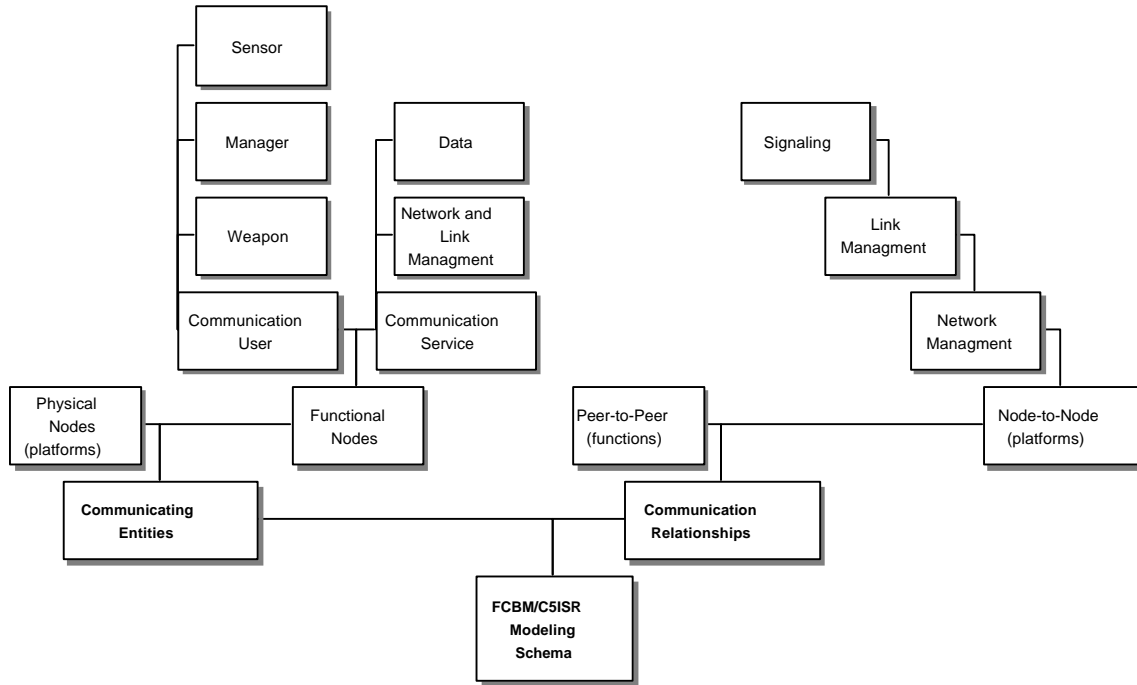 Sensor
Manager
Data
Signaling
Weapon
Network and
Link
Managment
Link
Managment
Communication
User
Communication
Service
Network
Managment
Physical
Nodes
(platforms)
Functional
Nodes
Peer-to-Peer
(functions)
Node-to-Node
(platforms)
Communicating
Entities
Communication
Relationships
FCBM/C5ISR
Modeling
Schema